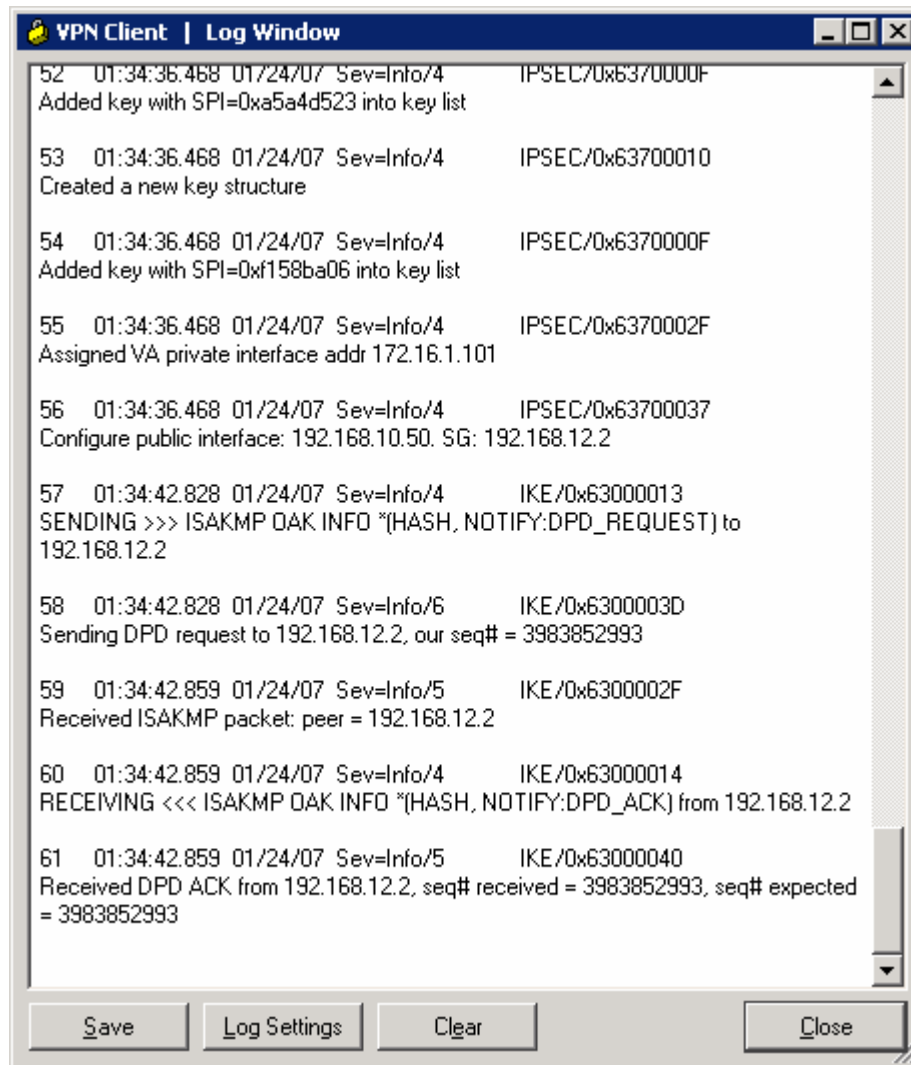 VPN Client | Log Window
52 01:34:36.468 01/24/07 Sev=Info/4 IPSEC/0x6370000F
Added key with SPI=0xa5a4d523 into key list
53 01:34:36.468 01/24/07 Sev=Info/4 IPSEC/0x63700010
Created a new key structure
54 01:34:36.468 01/24/07 Sev=Info/4 IPSEC/0x6370000F
Added key with SPI=0xf158ba06 into key list
55 01:34:36.468 01/24/07 Sev=Info/4 IPSEC/0x6370002F
Assigned VA private interface addr 172.16.1.101
56 01:34:36.468 01/24/07 Sev=Info/4 IPSEC/0x63700037
Configure public interface: 192.168.10.50. SG: 192.168.12.2
57 01:34:42.828 01/24/07 Sev=Info/4 IKE/0x63000013
SENDING >>> ISAKMP OAK INFO *(HASH, NOTIFY:DPD_REQUEST) to
192.168.12.2
58 01:34:42.828 01/24/07 Sev=Info/6 IKE/0x6300003D
Sending DPD request to 192.168.12.2, our seq# = 3983852993
59 01:34:42.859 01/24/07 Sev=Info/5 IKE/0x6300002F
Received ISAKMP packet: peer = 192.168.12.2
60 01:34:42.859 01/24/07 Sev=Info/4 IKE/0x63000014
RECEIVING <<< ISAKMP OAK INFO *(HASH, NOTIFY:DPD_ACK) from 192.168.12.2
61 01:34:42.859 01/24/07 Sev=Info/5 IKE/0x63000040
Received DPD ACK from 192.168.12.2, seq# received = 3983852993, seq# expected
= 3983852993
Save Log Settings Clear Close